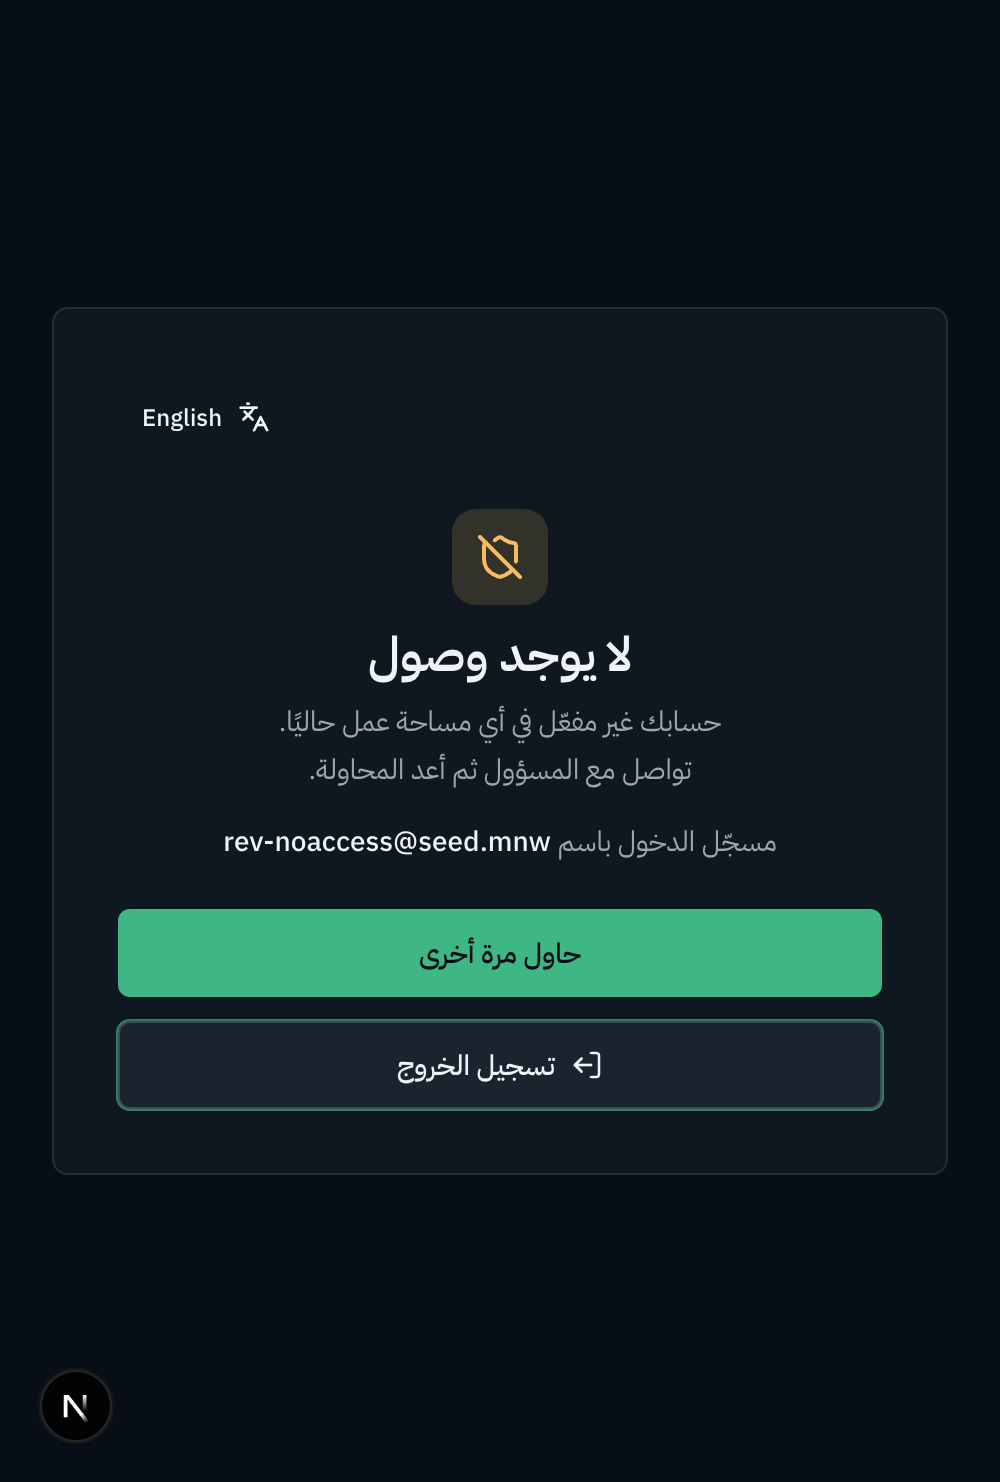 English
لا يوجد وصول
حسابك غير مفعّل في أي مساحة عمل حاليًا.
تواصل مع المسؤول ثم أعد المحاولة.
مسجّل الدخول باسم rev-noaccess@seed.mnw
حاول مرة أخرى
تسجيل الخروج
N